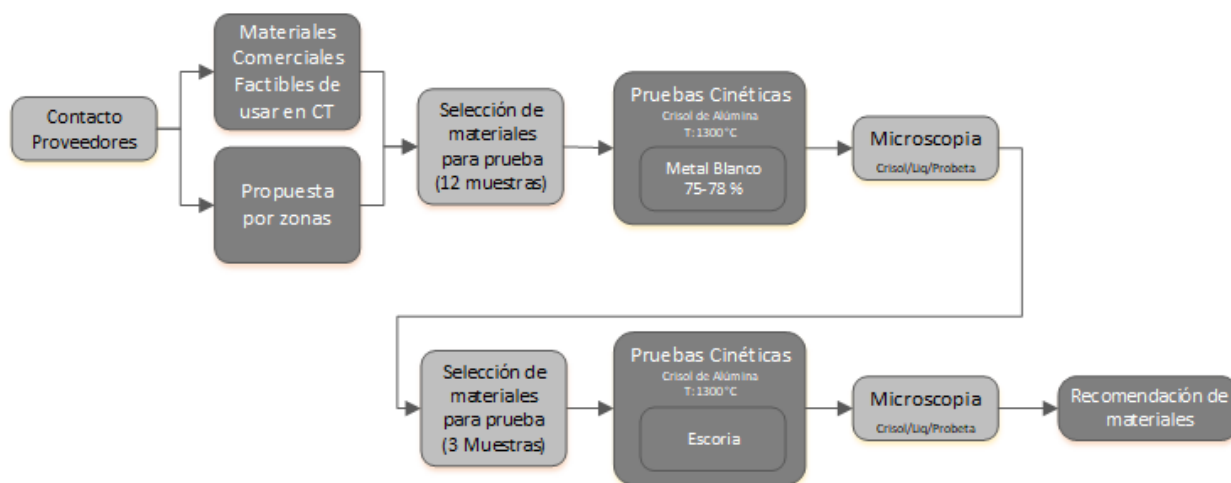 Contacto
Proveedores
Materiales
Comerciales
Factibles de
usar en CT
Propuesta
por zonas
Selección de
materiales
para prueba
(12 muestras)
Pruebas Cinéticas
Crisol de Alúmina
T: 1300°C
Metal Blanco
75-78 %
Microscopia
Crisol/Liq/Probeta
Selección de
materiales
para prueba
(3 Muestras)
Pruebas Cinéticas
Crisol de Alúmina
T: 1300°C
Escoria
Microscopia
Crisol/Liq/Probeta
Recomendación de
materiales